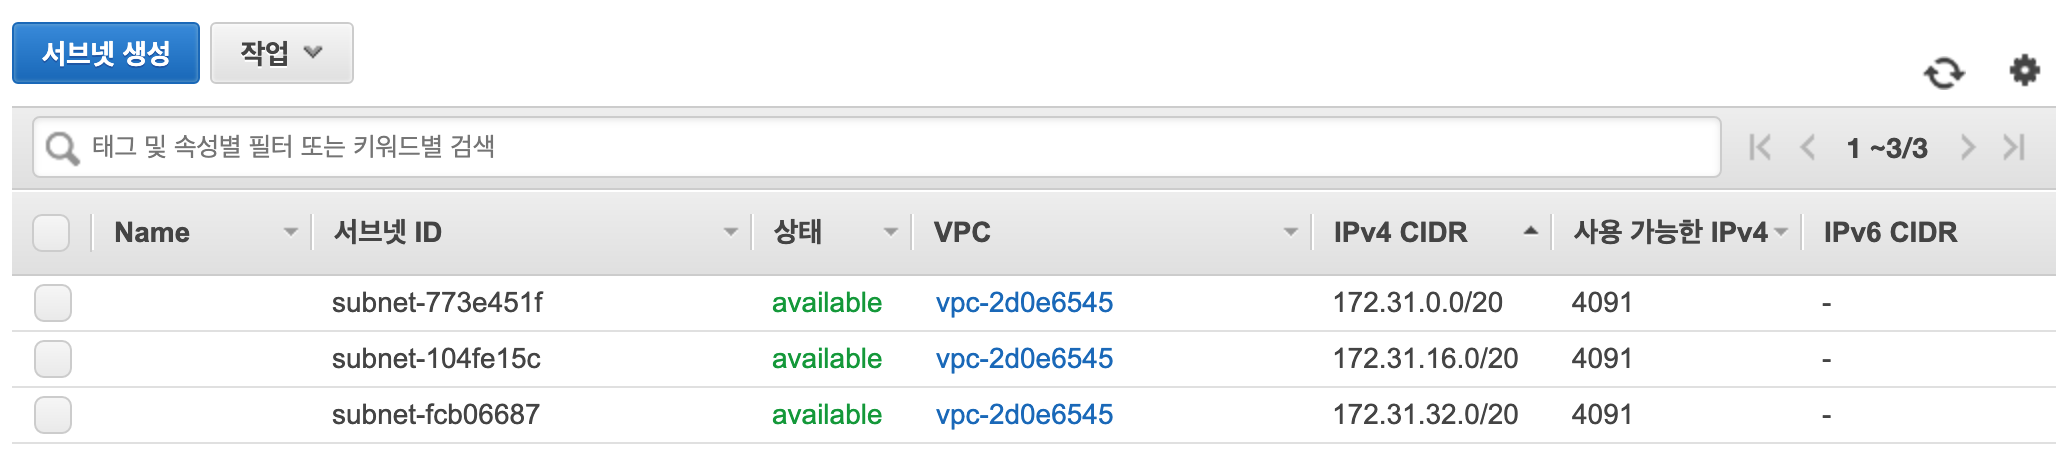 서브넷 생성 작업
태그 및 속성별 필터 또는 키워드별 검색 1 ~3/3
Name 서브넷 ID 상태 VPC IPv4 CIDR 사용 가능한 IPv4 IPv6 CIDR
subnet-773e451f available vpc-2d0e6545 172.31.0.0/20 4091 -
subnet-104fe15c available vpc-2d0e6545 172.31.16.0/20 4091 -
subnet-fcb06687 available vpc-2d0e6545 172.31.32.0/20 4091 -